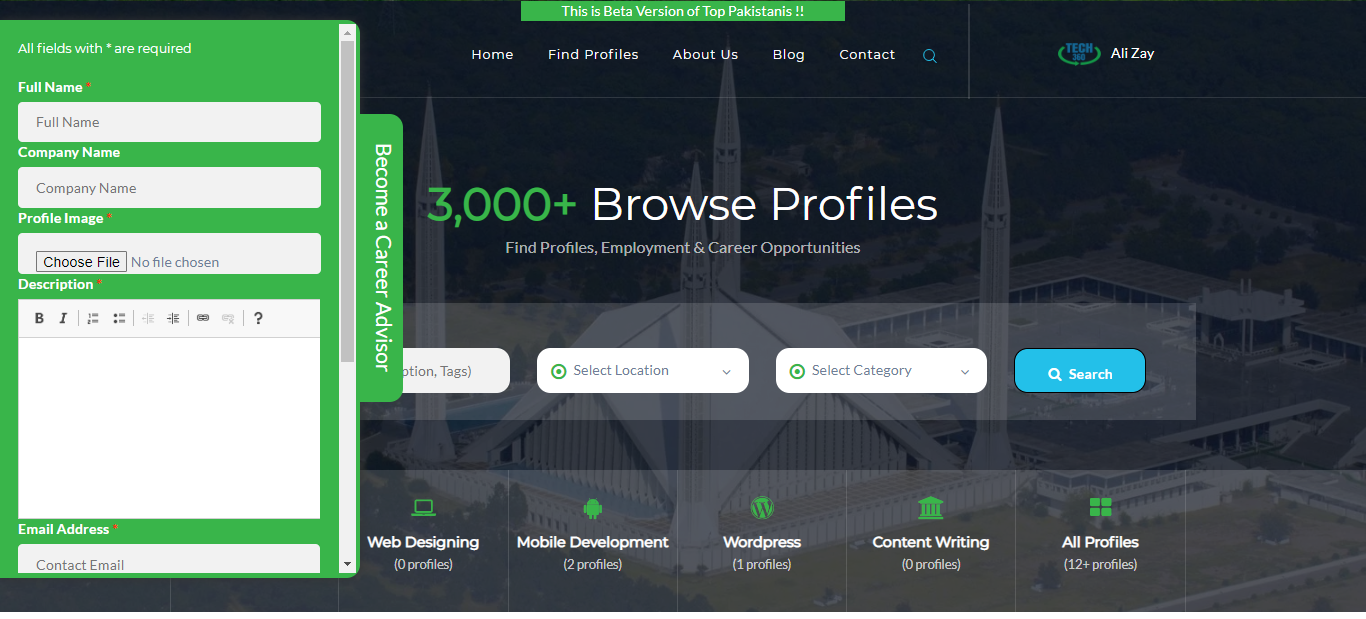 This is Beta Version of Top Pakistanis !!
Home Find Profiles About Us Blog Contact
TECH
360
Ali Zay
All fields with * are required
Full Name *
Full Name
Company Name
Company Name
Profile Image *
Choose File No file chosen
Description *
B I ?
Email Address *
Contact Email
Become a Career Advisor
3,000+ Browse Profiles
Find Profiles, Employment & Career Opportunities
Tags)
Select Location
Select Category
Search
Web Designing
(0 profiles)
Mobile Development
(2 profiles)
Wordpress
(1 profiles)
Content Writing
(0 profiles)
All Profiles
(12+ profiles)